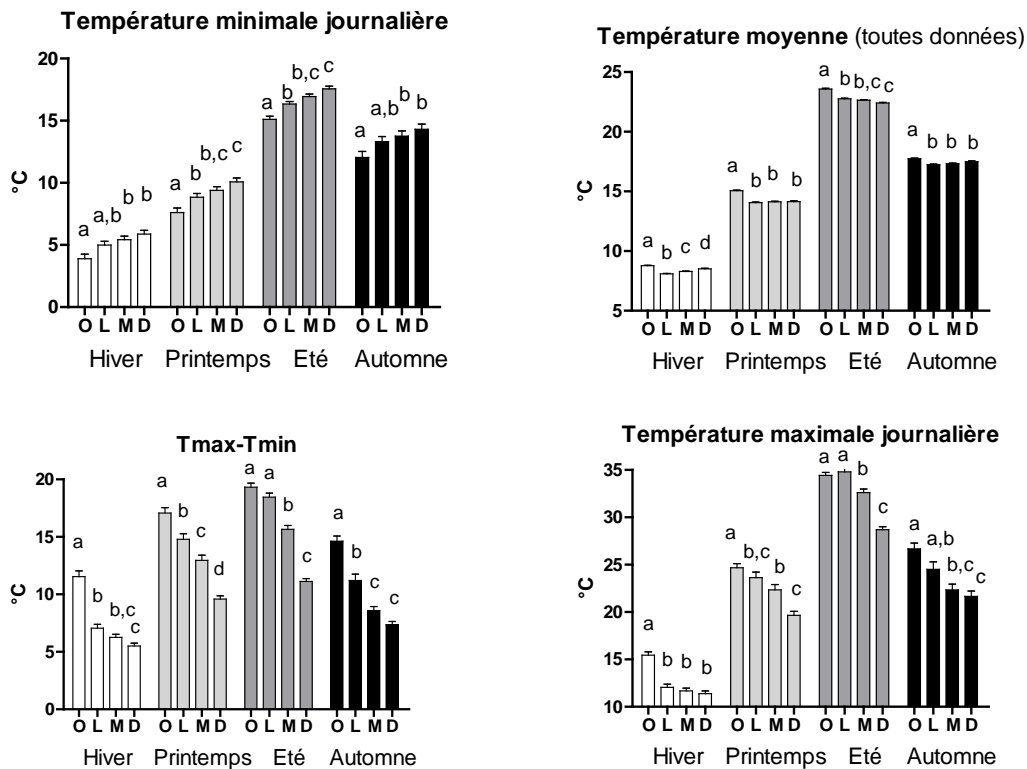 Température minimale journalière
°C
20
15
10
5
0
a a,b b b
a b b,c c
a b b,c c
a a,b b b
O L M D O L M D O L M D O L M D
Hiver Printemps Eté Automne
Température moyenne (toutes données)
°C
25
20
15
10
5
a b c d
a b b b
a b b,c c
a b b b
O L M D O L M D O L M D O L M D
Hiver Printemps Eté Automne
Tmax-Tmin
°C
20
15
10
5
0
a b b,c c
a b c d
a a b c
a b c c
O L M D O L M D O L M D O L M D
Hiver Printemps Eté Automne
Température maximale journalière
°C
35
30
25
20
15
10
a b b b
a b,c b c
a a b c
a a,b b,c c
O L M D O L M D O L M D O L M D
Hiver Printemps Eté Automne